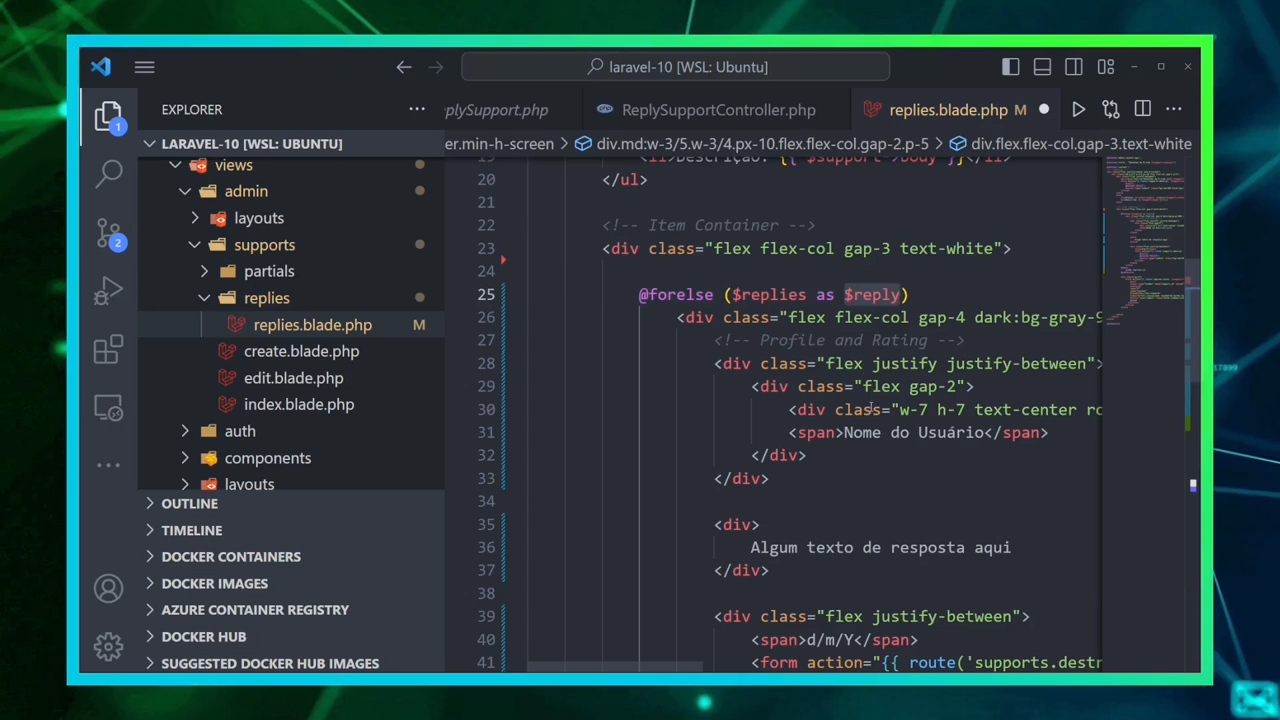 laravel-10 [WSL: Ubuntu]
EXPLORER
plySupport.php
ReplySupportController.php
replies.blade.php M
1
LARAVEL-10 [WSL: UBUNTU]
er.min-h-screen > div.md:w-3/5.w-3/4.px-10.flex.flex-col.gap-2.p-5 > div.flex.flex-col.gap-3.text-white
views
admin
layouts
supports
partials
replies
replies.blade.php M
create.blade.php
edit.blade.php
index.blade.php
auth
components
layouts
2
OUTLINE
TIMELINE
DOCKER CONTAINERS
DOCKER IMAGES
AZURE CONTAINER REGISTRY
DOCKER HUB
SUGGESTED DOCKER HUB IMAGES
19 <li>Descrição: {{ $support->body }}</li>
20 </ul>
21
22 <!-- Item Container -->
23 <div class="flex flex-col gap-3 text-white">
24
25 @forelse ($replies as $reply)
26 <div class="flex flex-col gap-4 dark:bg-gray-9
27 <!-- Profile and Rating -->
28 <div class="flex justify justify-between">
29 <div class="flex gap-2">
30 <div class="w-7 h-7 text-center ro
31 <span>Nome do Usuário</span>
32 </div>
33 </div>
34
35 <div>
36 Algum texto de resposta aqui
37 </div>
38
39 <div class="flex justify-between">
40 <span>d/m/Y</span>
41 <form action="{{ route('supports.destr